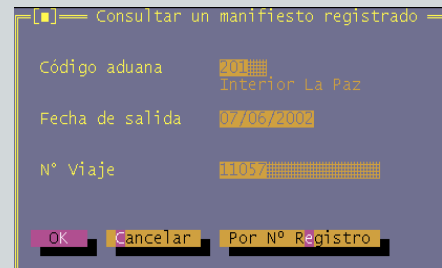 [■] Consultar un manifiesto registrado
Código aduana 201
Interior La Paz
Fecha de salida 07/06/2002
N° Viaje 11057
OK Cancelar Por Nº Registro